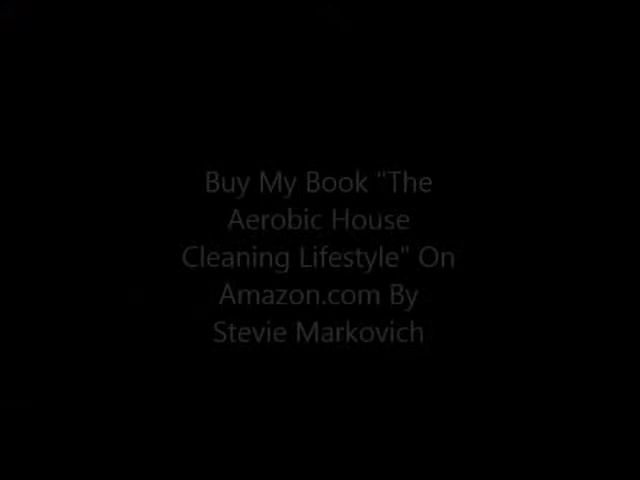 Buy My Book "The
Aerobic House
Cleaning Lifestyle" On
Amazon.com By
Stevie Markovich